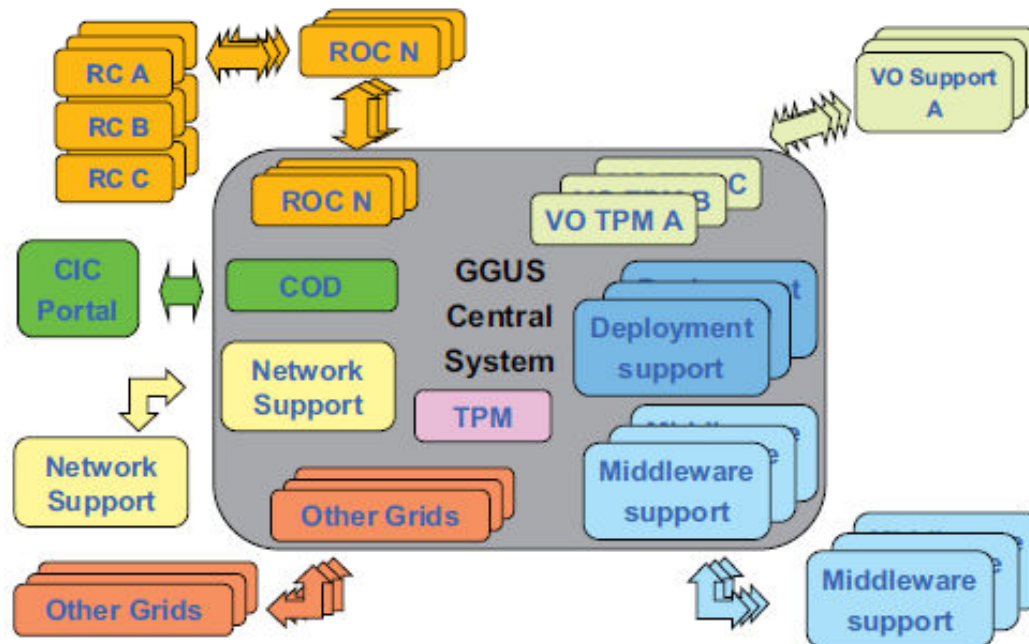 ROC N
RC A
RC B
RC C
VO Support
A
ROC N
C
B
VO TPM A
CIC
Portal
COD
GGUS
Central
System
Deployment
support
Network
Support
TPM
Network
Support
Middleware
support
Other Grids
Other Grids
Middleware
support